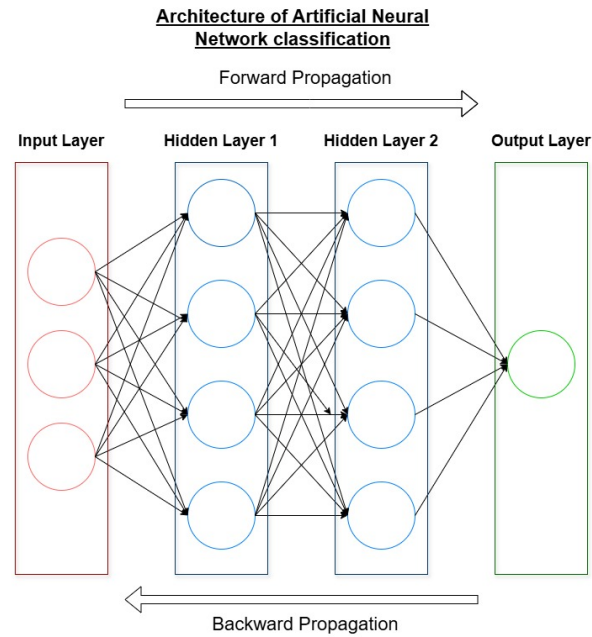 Architecture of Artificial Neural
Network classification
Forward Propagation
Input Layer
Hidden Layer 1
Hidden Layer 2
Output Layer
Backward Propagation